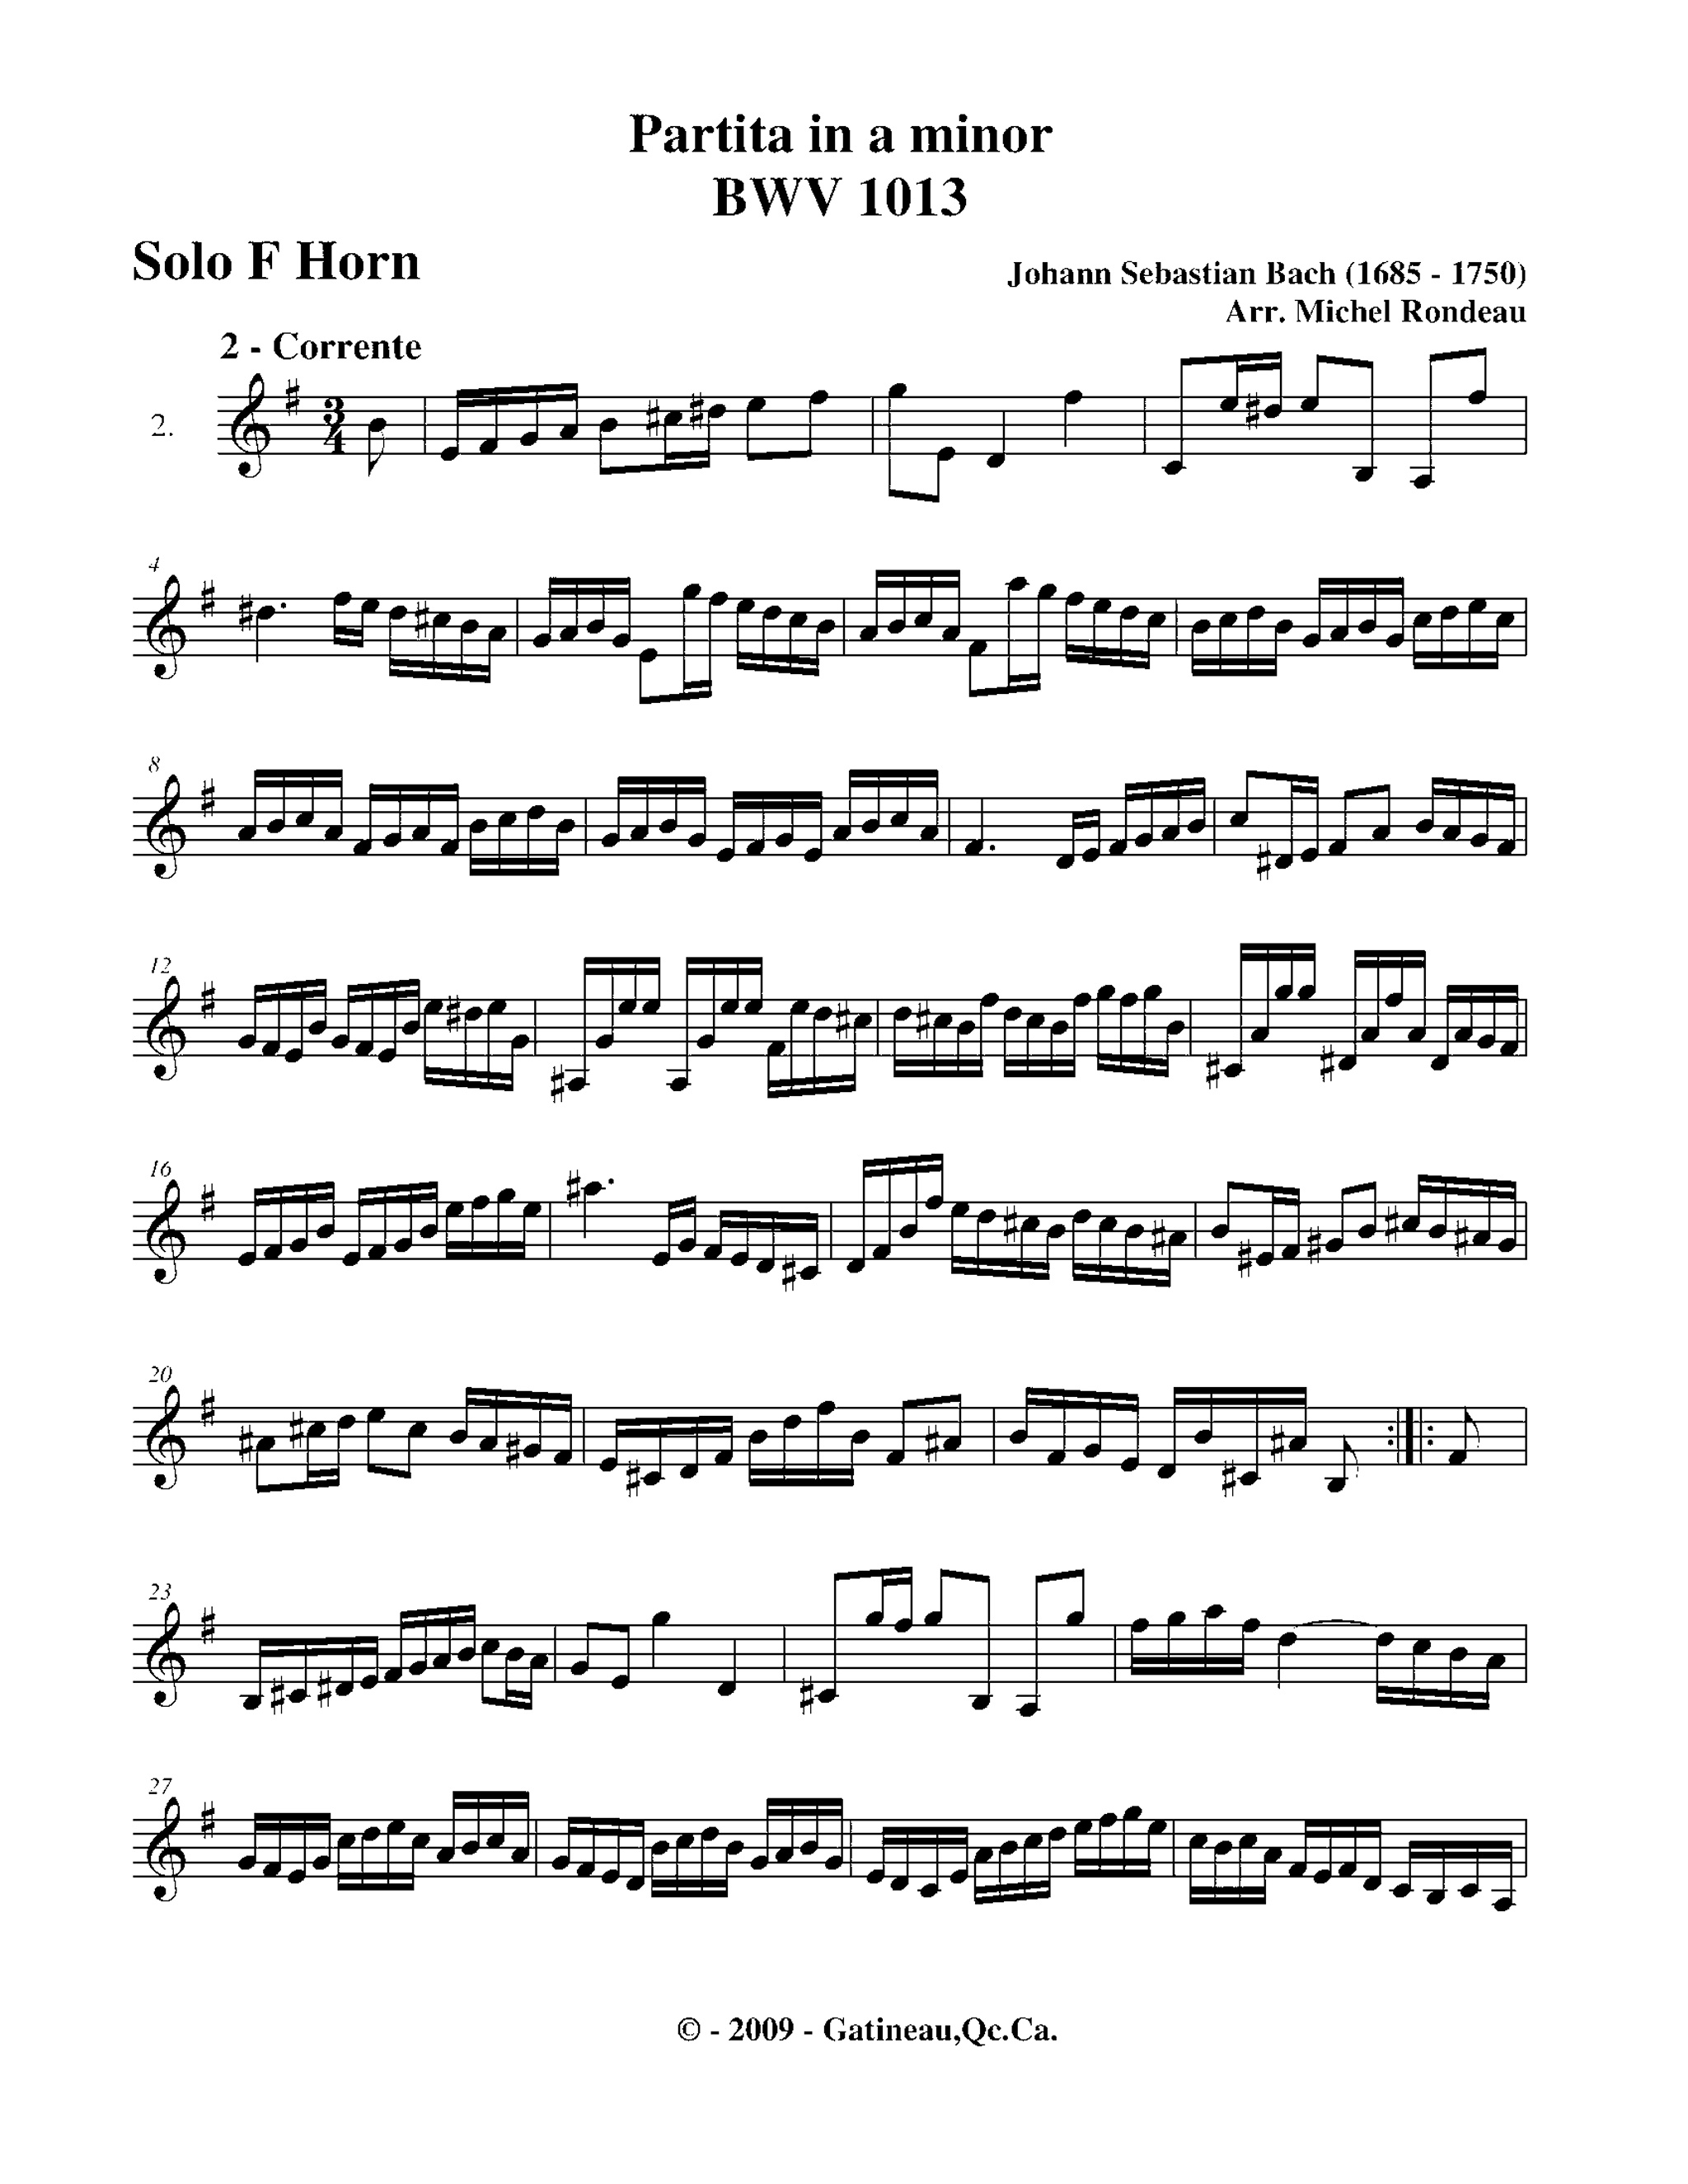 Partita in a minor
BWV 1013
Solo F Horn
Johann Sebastian Bach (1685 - 1750)
Arr. Michel Rondeau
2 - Corrente
2.
3
4
4
8
12
16
20
23
27
© - 2009 - Gatineau,Qc.Ca.